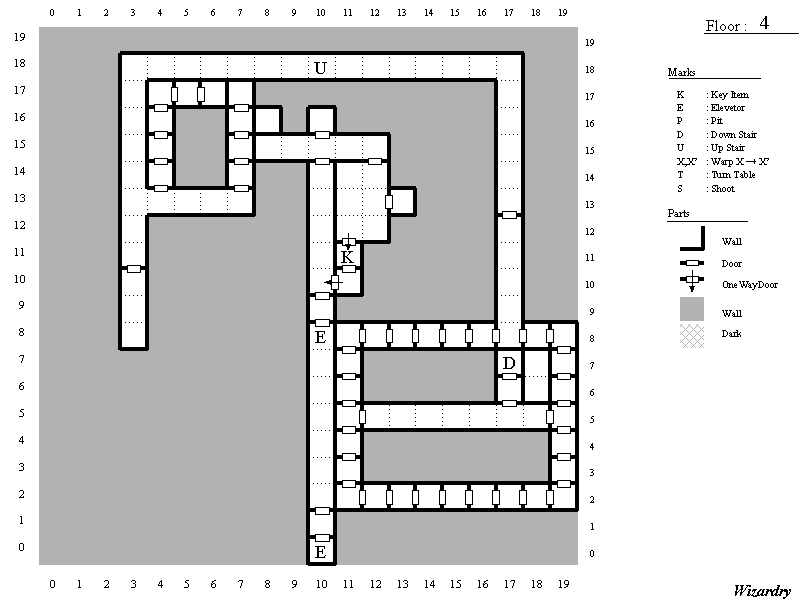 0 1 2 3 4 5 6 7 8 9 10 11 12 13 14 15 16 17 18 19
Floor : 4
19 19
18 U 18
17 17
16 16
15 15
14 14
13 13
12 12
11 K 11
10 10
9 9
8 E 8
7 D 7
6 6
5 5
4 4
3 3
2 2
1 1
0 E 0
0 1 2 3 4 5 6 7 8 9 10 11 12 13 14 15 16 17 18 19
Marks
K : Key Item
E : Elevetor
P : Pit
D : Down Stair
U : Up Stair
X,X' : Warp X → X'
T : Turn Table
S : Shoot
Parts
Wall
Door
One Way Door
Wall
Dark
Wizardry